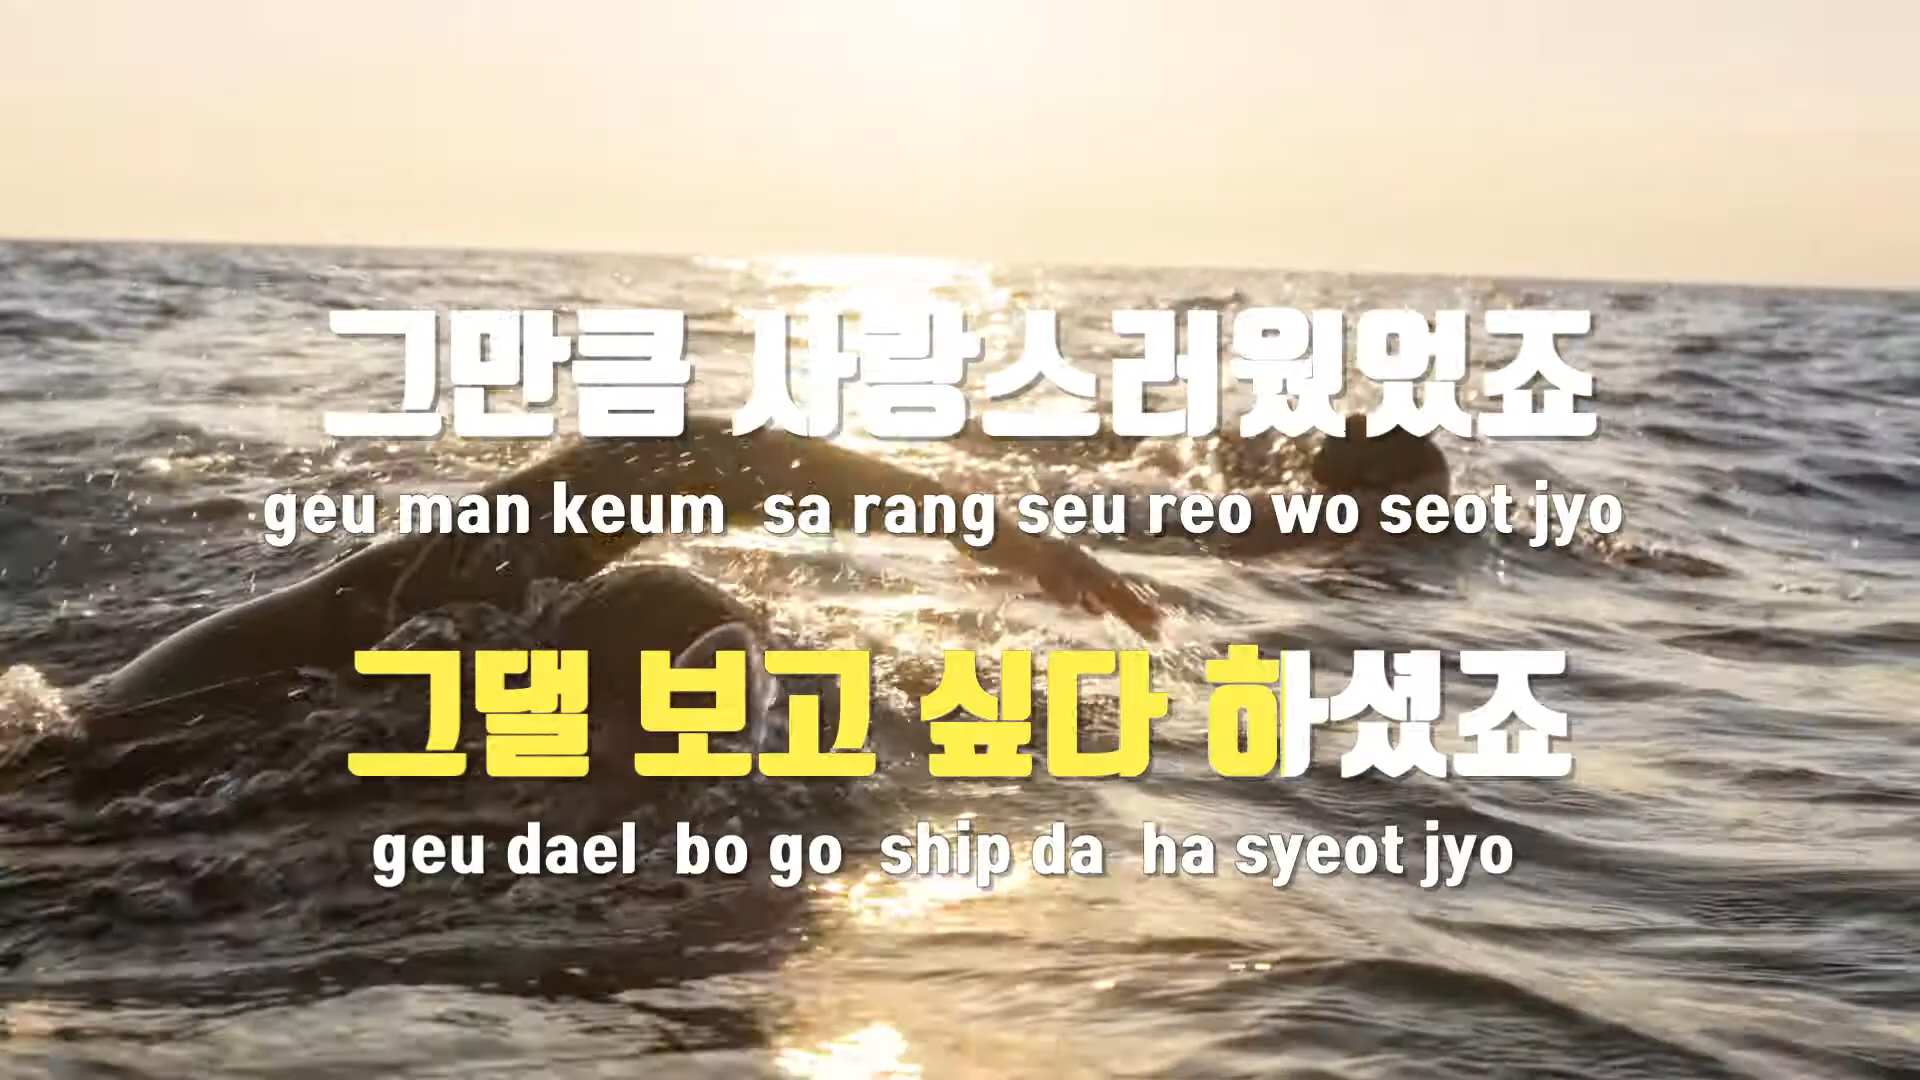 그만큼 사랑스러웠었죠
geu man keum sa rang seu reo wo seot jyo
그댈 보고 싶다 하셨죠
geu dael bo go ship da ha syeot jyo